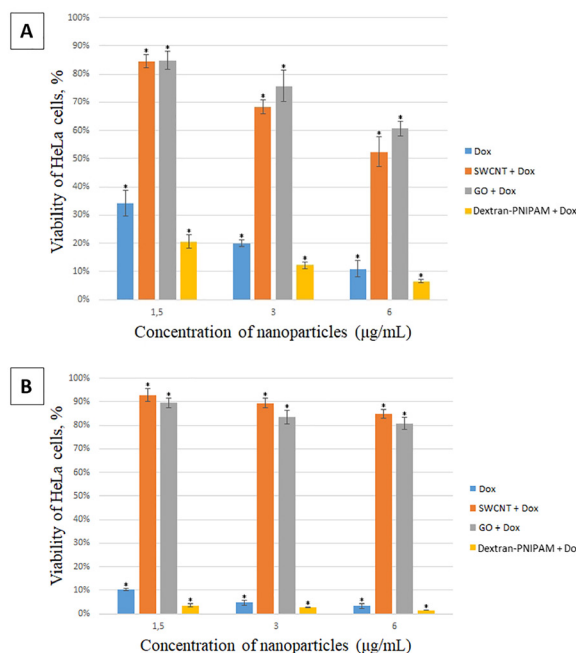 A
100%
90%
80%
70%
60%
50%
40%
30%
20%
10%
0%
Viability of HeLa cells, %
* * * *
* * * *
* * * *
1,5 3 6
Concentration of nanoparticles (µg/mL)
Dox
SWCNT + Dox
GO + Dox
Dextran-PNIPAM + Dox
B
100%
90%
80%
70%
60%
50%
40%
30%
20%
10%
0%
Viability of HeLa cells, %
* * * *
* * * *
* * * *
1,5 3 6
Concentration of nanoparticles (µg/mL)
Dox
SWCNT + Dox
GO + Dox
Dextran-PNIPAM + Dox